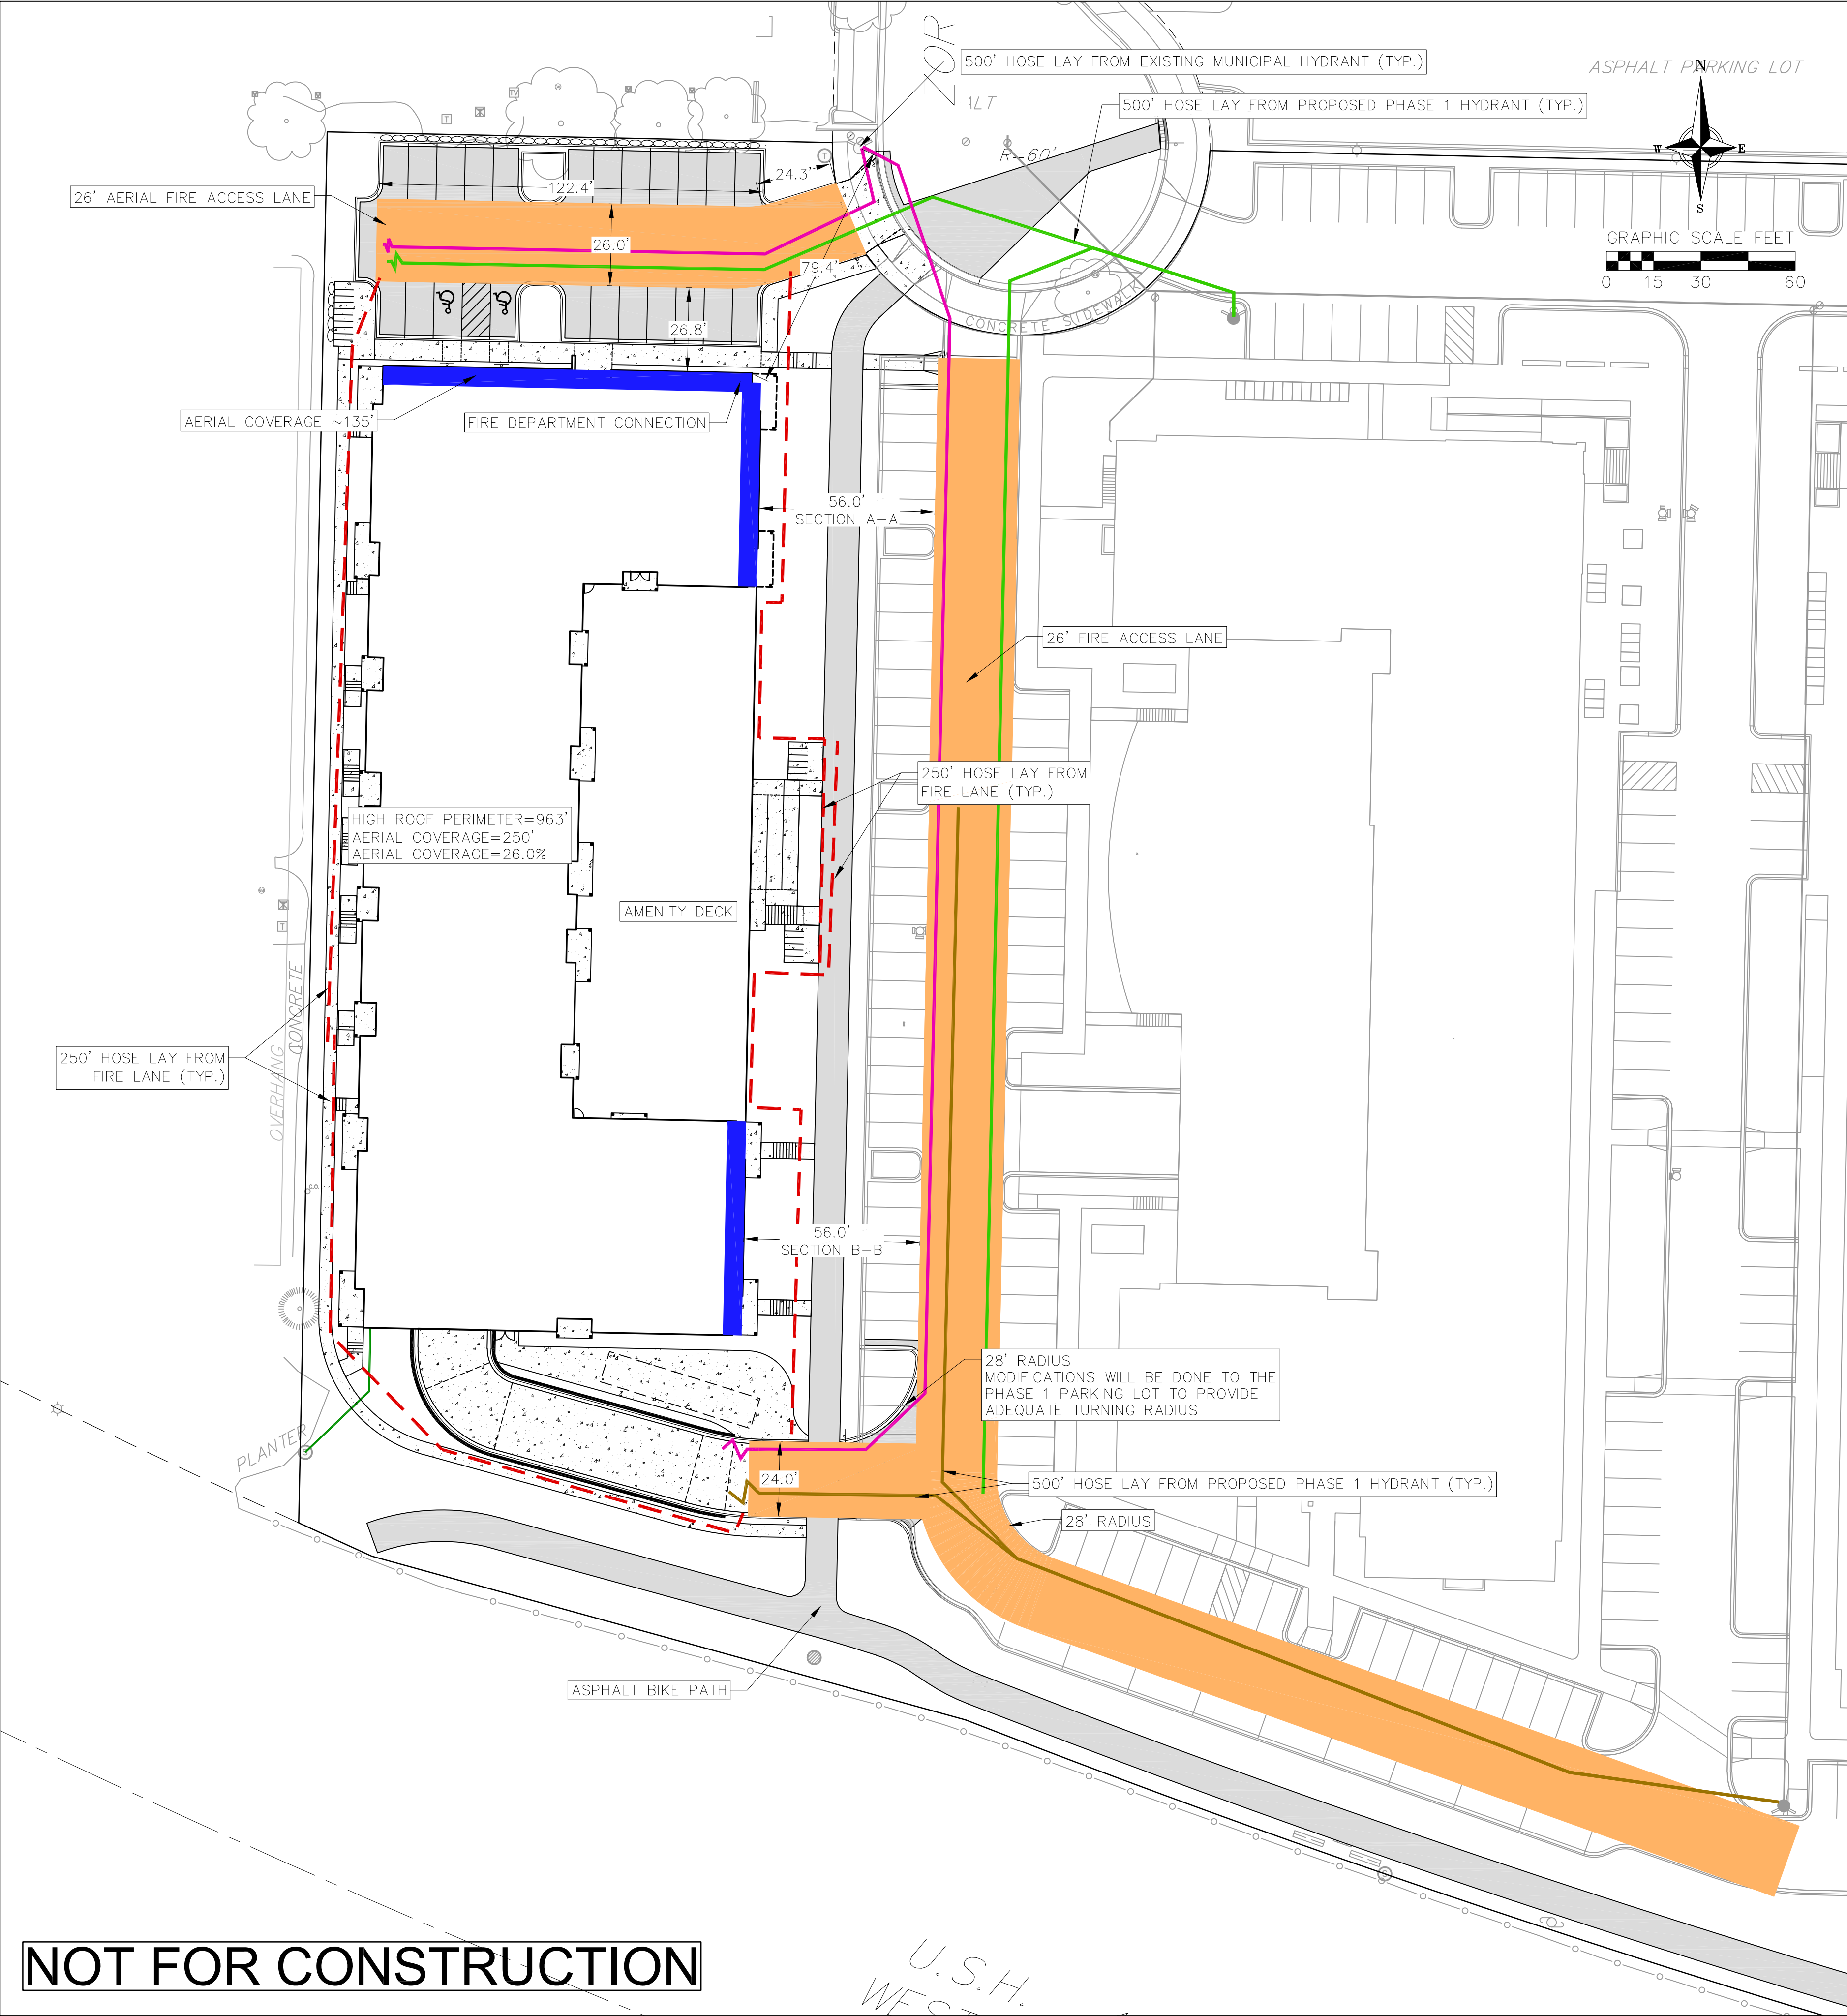 500' HOSE LAY FROM EXISTING MUNICIPAL HYDRANT (TYP.)
ASPHALT PARKING LOT
500' HOSE LAY FROM PROPOSED PHASE 1 HYDRANT (TYP.)
N
W
E
S
R=60'
TV
T
T
24.3'
122.4'
26' AERIAL FIRE ACCESS LANE
26.0'
GRAPHIC SCALE FEET
0 15 30 60
79.4'
CONCRETE SIDEWALK
26.8'
AERIAL COVERAGE ~135'
FIRE DEPARTMENT CONNECTION
56.0'
SECTION A-A
26' FIRE ACCESS LANE
250' HOSE LAY FROM
FIRE LANE (TYP.)
HIGH ROOF PERIMETER=963'
AERIAL COVERAGE=250'
AERIAL COVERAGE=26.0%
AMENITY DECK
T
CONCRETE
OVERHANG
250' HOSE LAY FROM
FIRE LANE (TYP.)
56.0'
SECTION B-B
28' RADIUS
MODIFICATIONS WILL BE DONE TO THE
PHASE 1 PARKING LOT TO PROVIDE
ADEQUATE TURNING RADIUS
PLANTER
24.0'
500' HOSE LAY FROM PROPOSED PHASE 1 HYDRANT (TYP.)
28' RADIUS
ASPHALT BIKE PATH
NOT FOR CONSTRUCTION
U.S.H.